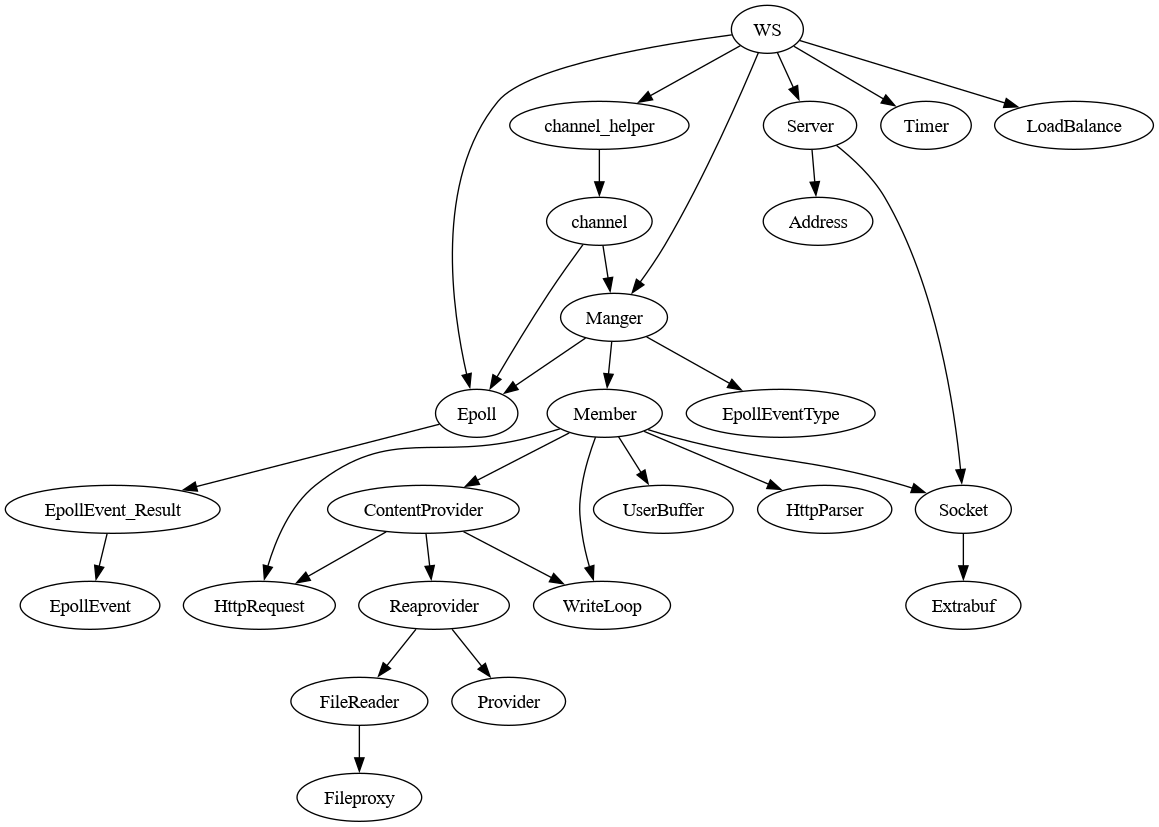 WS
channel_helper
Server
Timer
LoadBalance
channel
Address
Manger
Epoll
Member
EpollEventType
EpollEvent_Result
ContentProvider
UserBuffer
HttpParser
Socket
EpollEvent
HttpRequest
Reaprovider
WriteLoop
Extrabuf
FileReader
Provider
Fileproxy